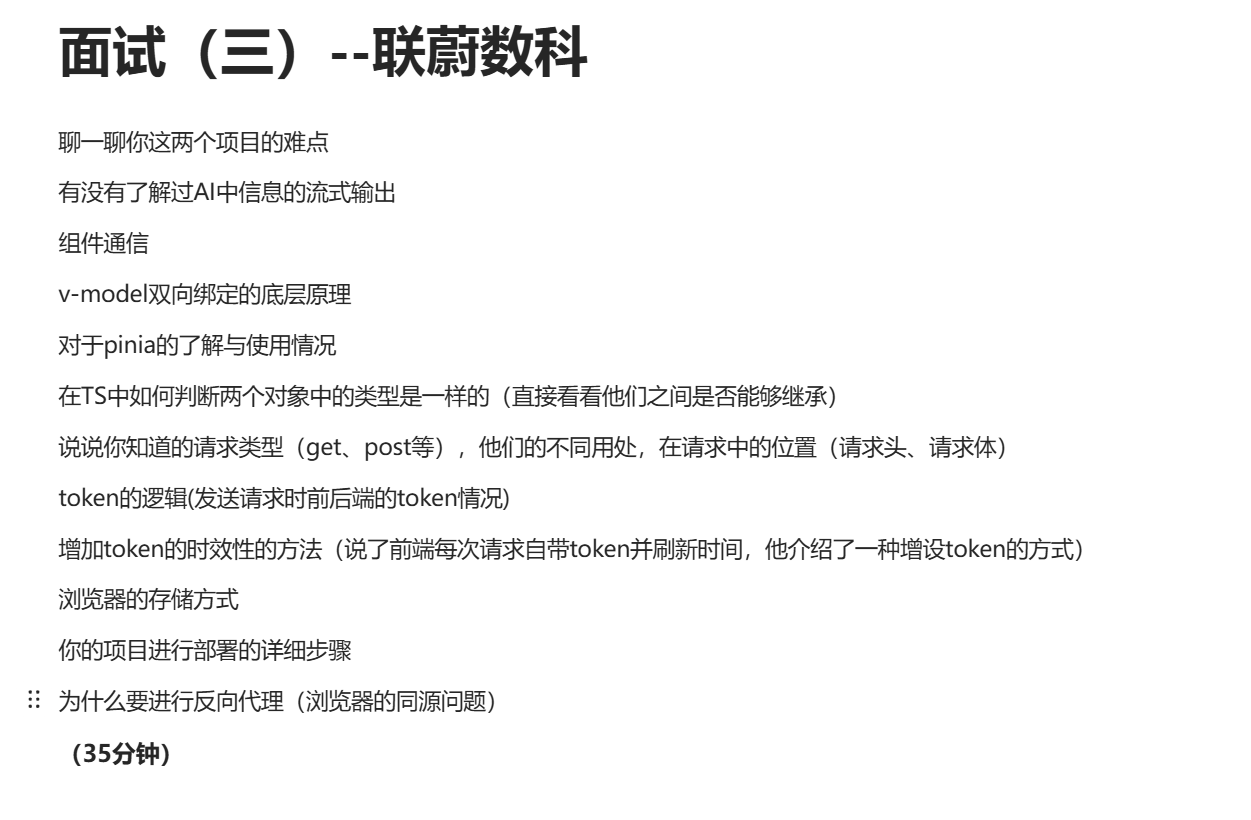 面试（三）--联蔚数科
聊一聊你这两个项目的难点
有没有了解过AI中信息的流式输出
组件通信
v-model双向绑定的底层原理
对于pinia的了解与使用情况
在TS中如何判断两个对象中的类型是一样的（直接看看他们之间是否能够继承）
说说你知道的请求类型（get、post等），他们的不同用处，在请求中的位置（请求头、请求体）
token的逻辑(发送请求时前后端的token情况)
增加token的时效性的方法（说了前端每次请求自带token并刷新时间，他介绍了一种增设token的方式）
浏览器的存储方式
你的项目进行部署的详细步骤
为什么要进行反向代理（浏览器的同源问题）
（35分钟）